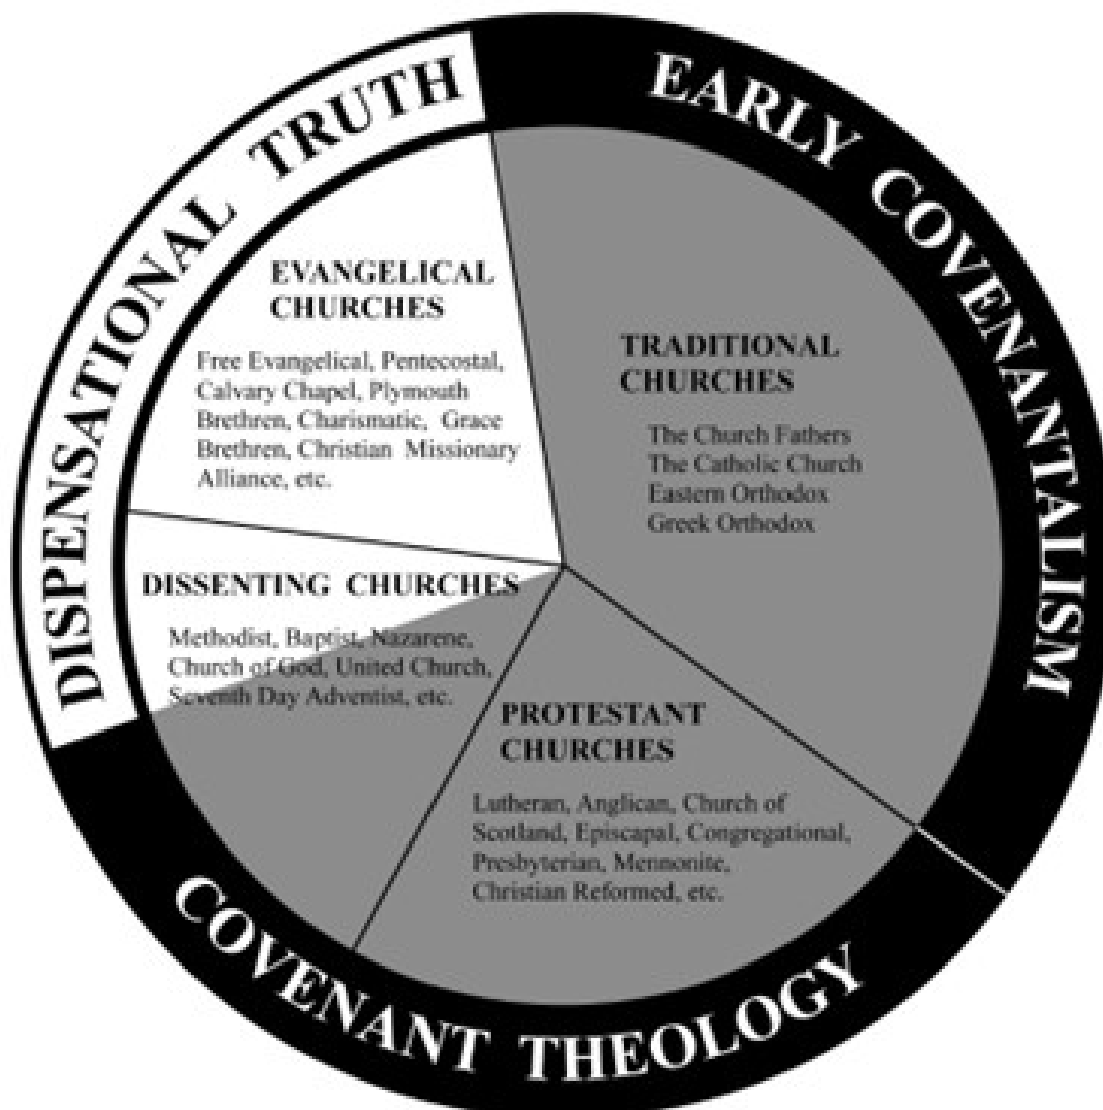 DISPENSATIONAL TRUTH
EARLY COVENANTALISM
EVANGELICAL
CHURCHES
Free Evangelical, Pentecostal,
Calvary Chapel, Plymouth
Brethren, Charismatic, Grace
Brethren, Christian Missionary
Alliance, etc.
TRADITIONAL
CHURCHES
The Church Fathers
The Catholic Church
Eastern Orthodox
Greek Orthodox
DISSENTING CHURCHES
Methodist, Baptist, Nazarene,
Church of God, United Church,
Seventh Day Adventist, etc.
PROTESTANT
CHURCHES
Lutheran, Anglican, Church of
Scotland, Episcapal, Congregational,
Presbyterian, Mennonite,
Christian Reformed, etc.
COVENANT THEOLOGY